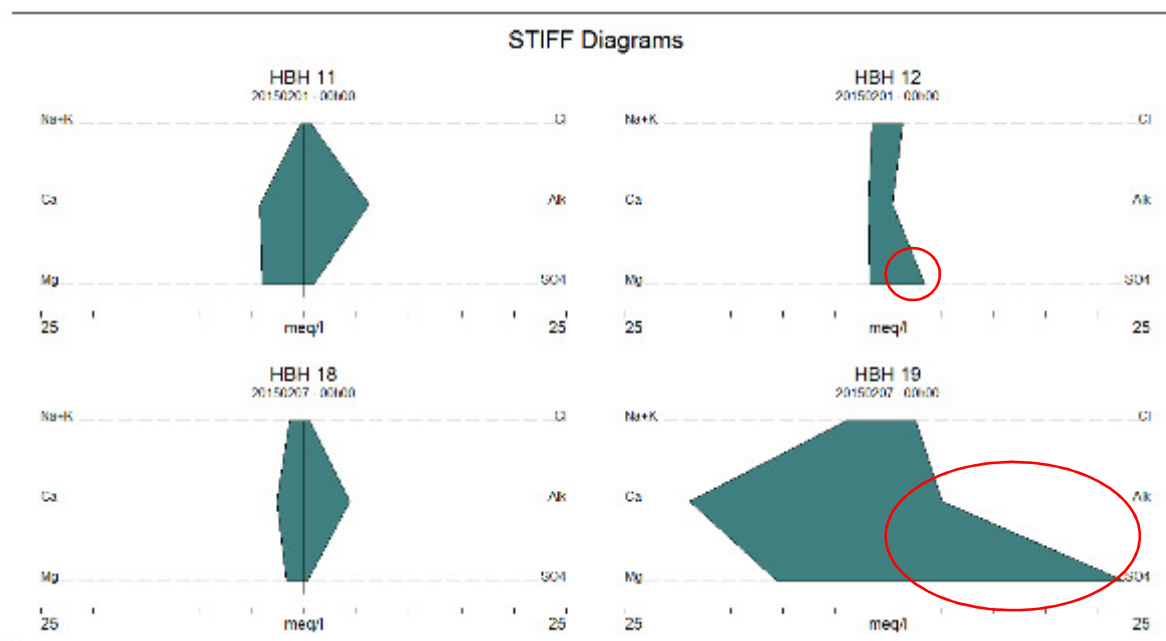 STIFF Diagrams
HBH 11
20150201 - 00h00
Na+K Cl
Ca Alk
Mg SO4
25 meq/l 25
HBH 12
20150201 - 00h00
Na+K Cl
Ca Alk
Mg SO4
25 meq/l 25
HBH 18
20150207 - 00h00
Na+K Cl
Ca Alk
Mg SO4
25 meq/l 25
HBH 19
20150207 - 00h00
Na+K Cl
Ca Alk
Mg SO4
25 meq/l 25